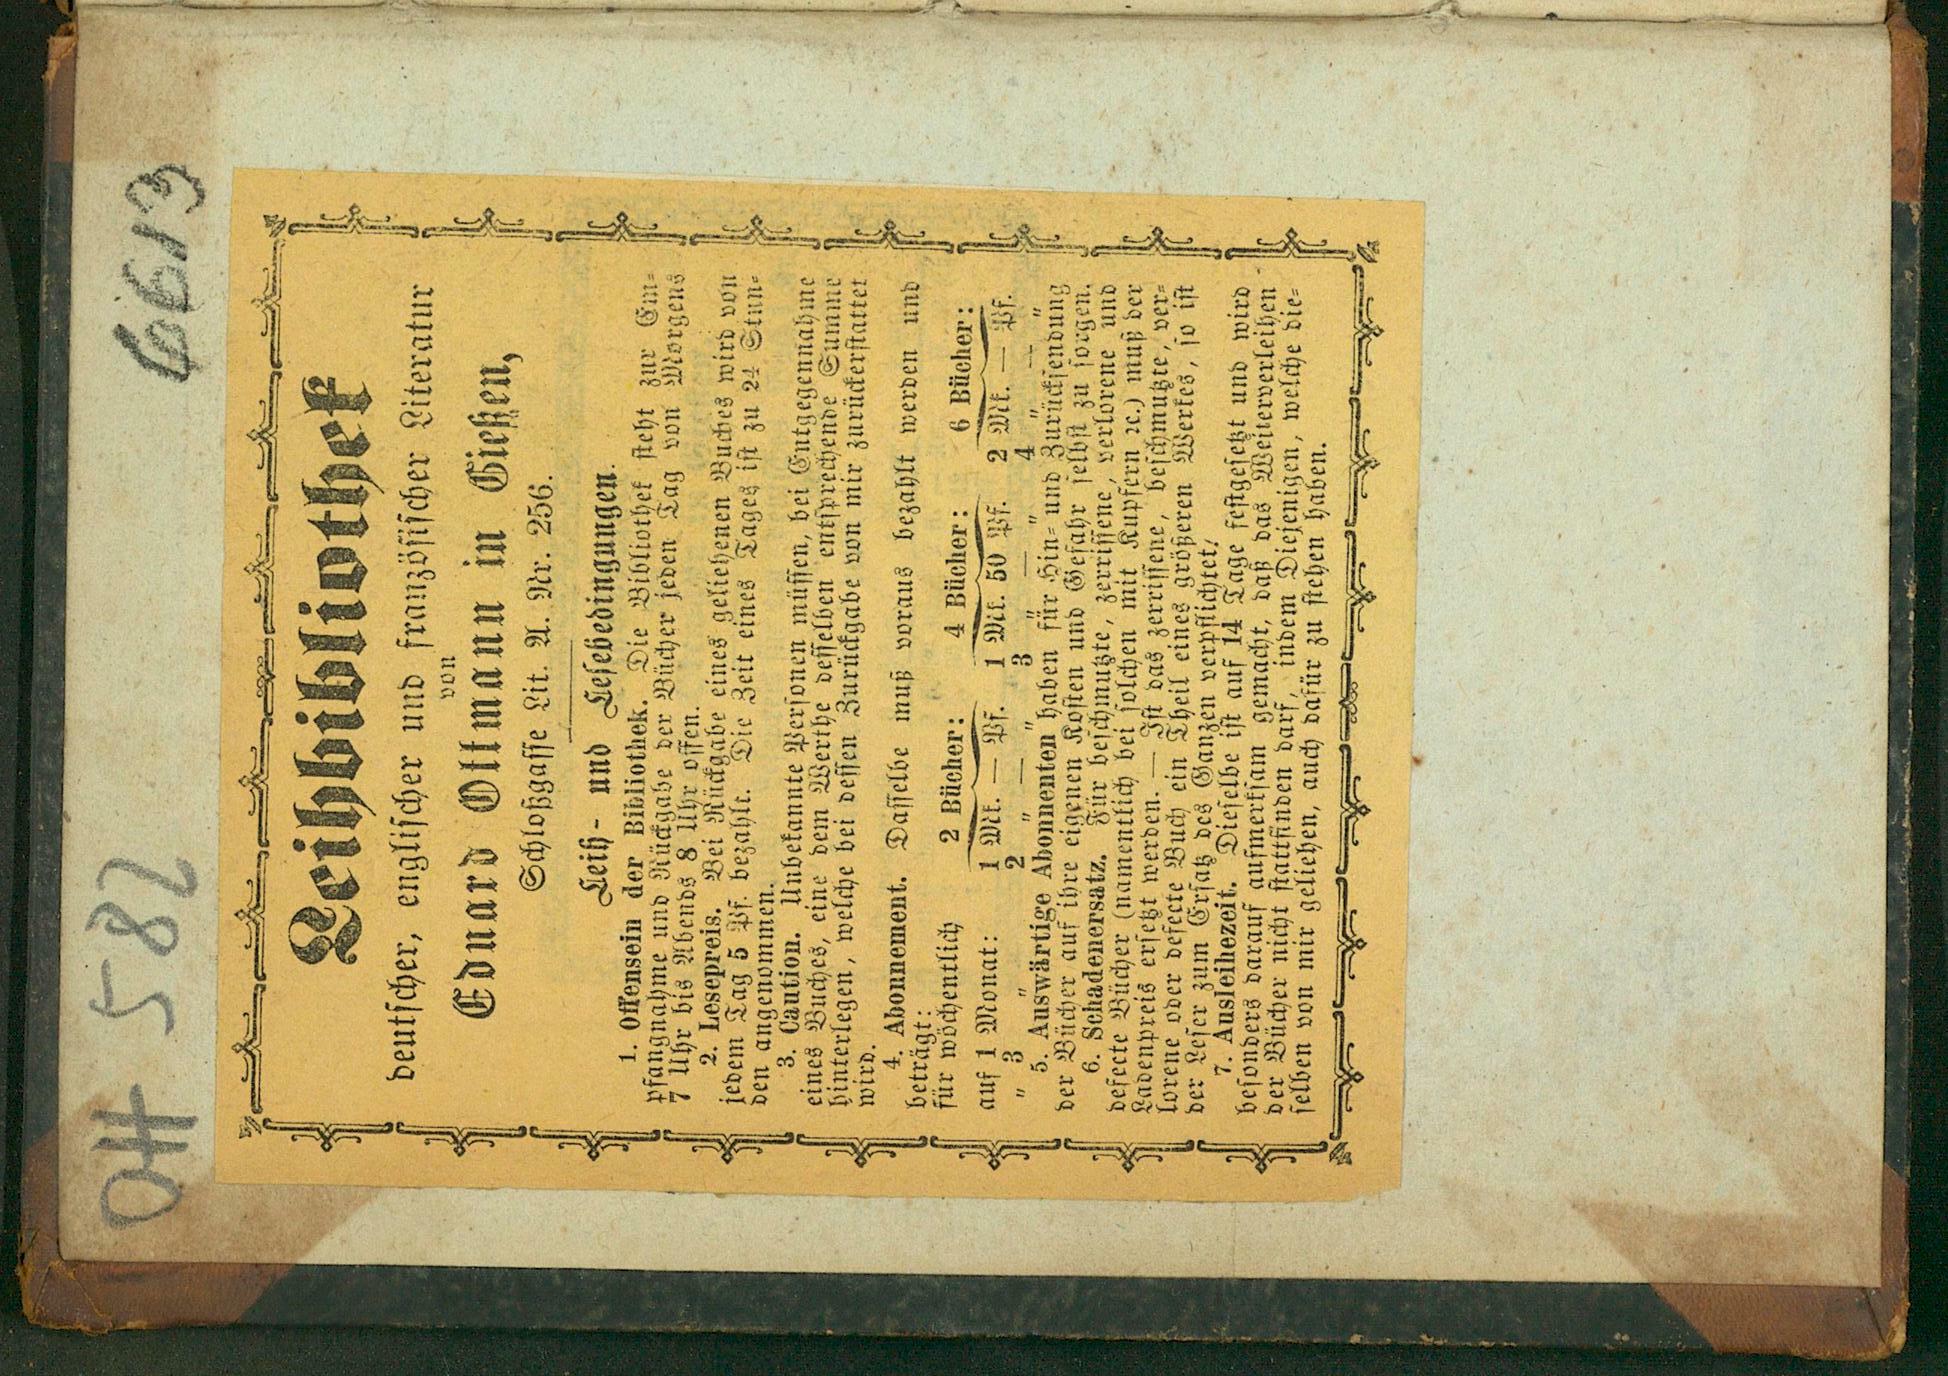 OH 582
6613
Leihbibliothek
deutscher, englischer und französischer Literatur
von
Eduard Ottmann in Gießen,
Schloßgasse Lit. A. Nr. 256.
Leih- und Lesebedingungen.
1. Offensein der Bibliothek. Die Bibliothek steht zur Em-
pfangnahme und Rückgabe der Bücher jeden Tag von Morgens
7 Uhr bis Abends 8 Uhr offen.
2. Lesepreis. Bei Rückgabe eines geliehenen Buches wird von
jedem Tag 5 Pf. bezahlt. Die Zeit eines Tages ist zu 24 Stun-
den angenommen.
3. Caution. Unbekannte Personen müssen, bei Entgegennahme
eines Buches, eine dem Werthe desselben entsprechende Summe
hinterlegen, welche bei dessen Zurückgabe von mir zurückerstattet
wird.
4. Abonnement. Dasselbe muß voraus bezahlt werden und
beträgt:
für wöchentlich 2 Bücher: 4 Bücher: 6 Bücher:
auf 1 Monat: 1 Mk. — Pf. 1 Mk. 50 Pf. 2 Mk. — Pf.
" 3 " 2 " — " 3 " — " 4 " — "
5. Auswärtige Abonnenten haben für Hin- und Zurücksendung
der Bücher auf ihre eigenen Kosten und Gefahr selbst zu sorgen.
6. Schadenersatz. Für beschmutzte, zerrissene, verlorene und
defecte Bücher (namentlich bei solchen mit Kupfern ꝛc.) muß der
Ladenpreis ersetzt werden. — Ist das zerrissene, beschmutzte, ver-
lorene oder defecte Buch ein Theil eines größeren Werkes, so ist
der Leser zum Ersatz des Ganzen verpflichtet.
7. Ausleihezeit. Dieselbe ist auf 14 Tage festgesetzt und wird
besonders darauf aufmerksam gemacht, daß das Weiterverleihen
der Bücher nicht stattfinden darf, indem Diejenigen, welche die-
selben von mir geliehen, auch dafür zu stehen haben.